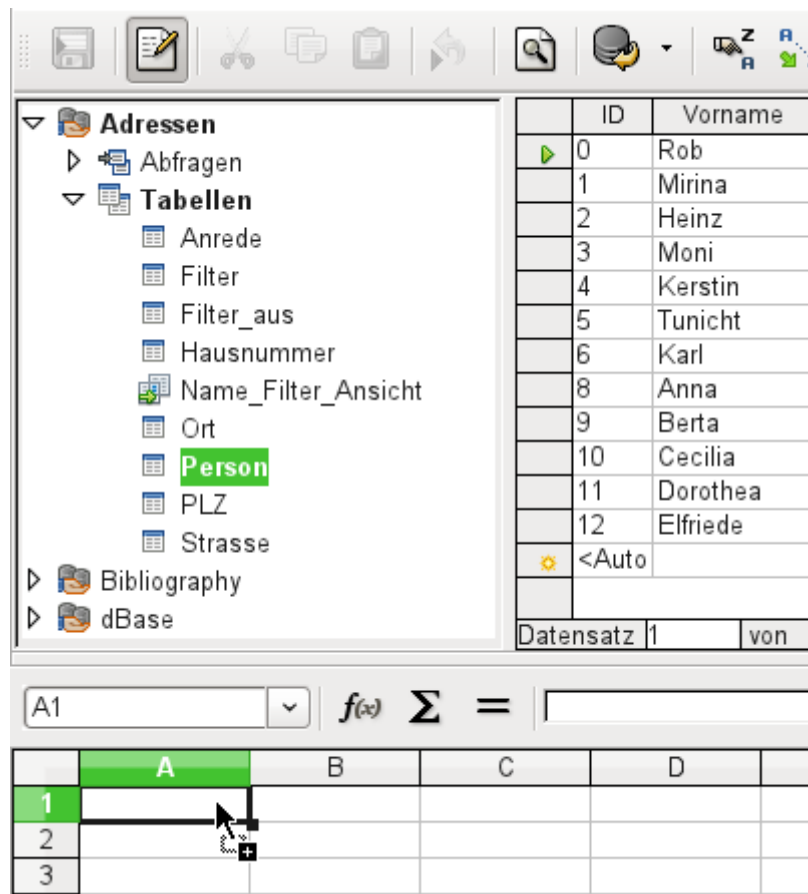 Z
A
A
Adressen
Abfragen
Tabellen
Anrede
Filter
Filter_aus
Hausnummer
Name_Filter_Ansicht
Ort
Person
PLZ
Strasse
Bibliography
dBase
ID Vorname
0 Rob
1 Mirina
2 Heinz
3 Moni
4 Kerstin
5 Tunicht
6 Karl
8 Anna
9 Berta
10 Cecilia
11 Dorothea
12 Elfriede
<Auto
Datensatz 1 von
A1 f(x) Σ =
A B C D
1
2
3